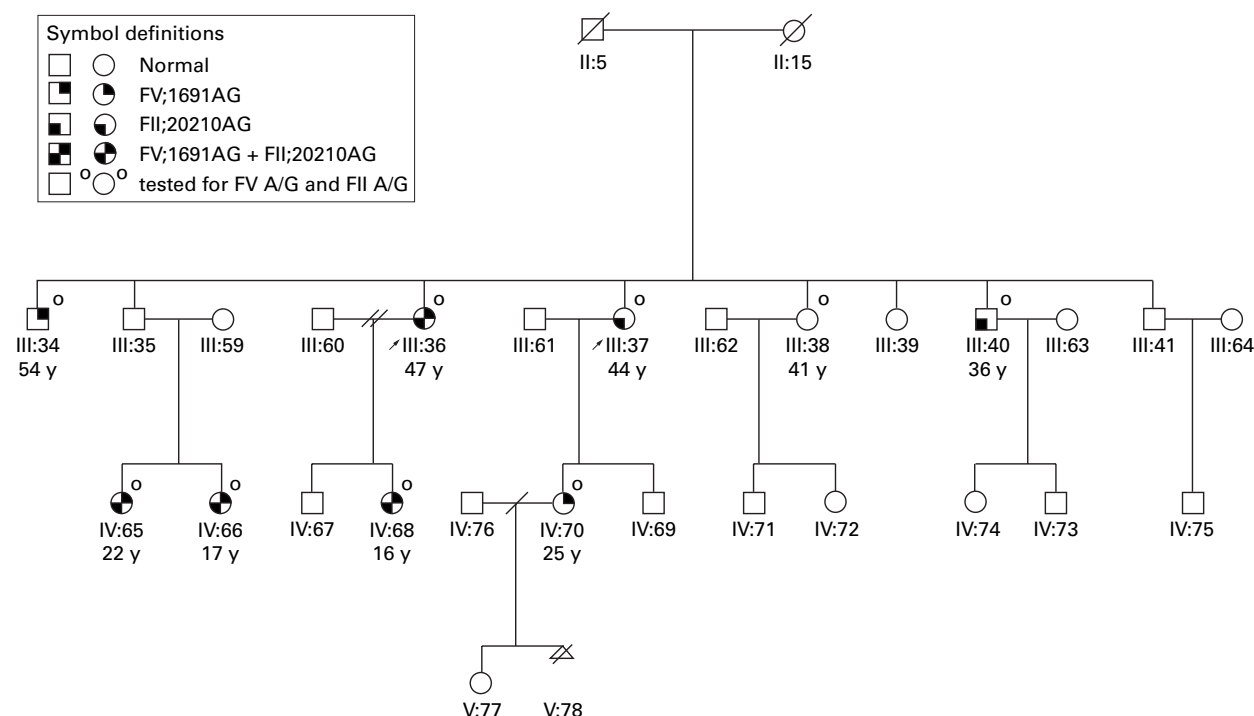 Symbol definitions
Normal
FV;1691AG
FII;20210AG
FV;1691AG + FII;20210AG
o o tested for FV A/G and FII A/G
II:5 II:15
o o o o o
III:34 III:35 III:59 III:60 III:36 III:61 III:37 III:62 III:38 III:39 III:40 III:63 III:41 III:64
54 y 47 y 44 y 41 y 36 y
o o o o
IV:65 IV:66 IV:67 IV:68 IV:76 IV:70 IV:69 IV:71 IV:72 IV:74 IV:73 IV:75
22 y 17 y 16 y 25 y
V:77 V:78